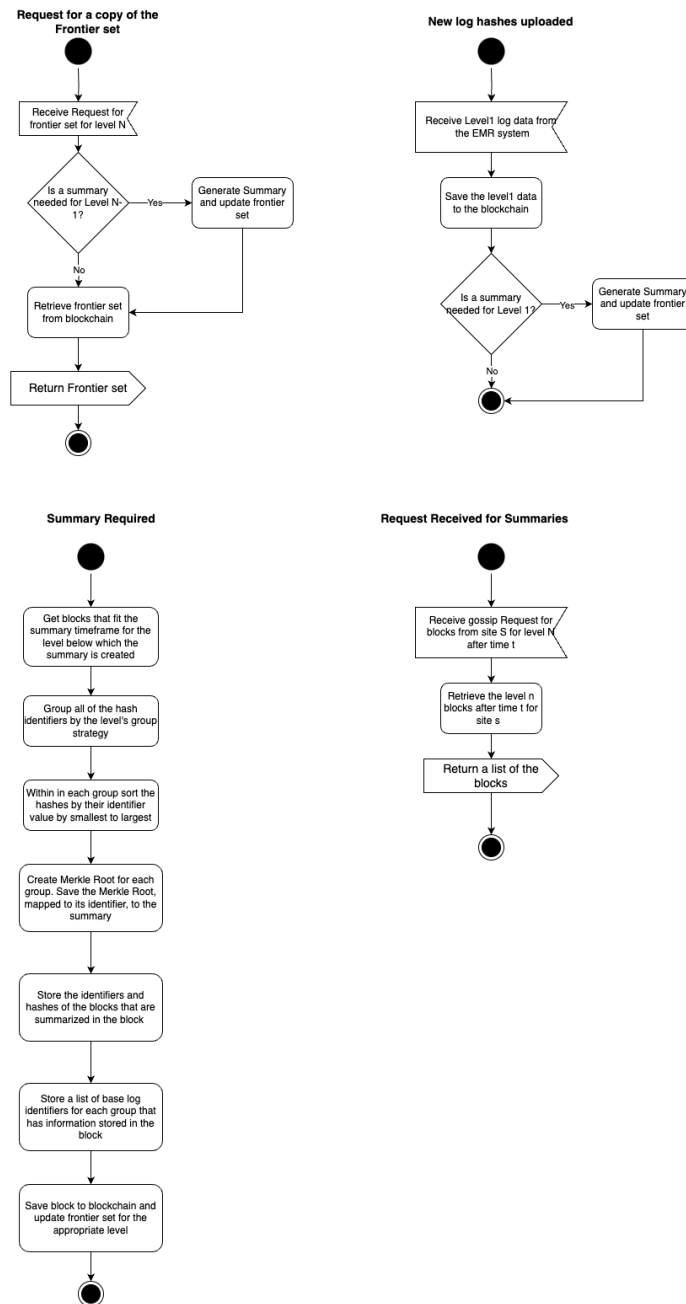 Request for a copy of the
Frontier set
Receive Request for
frontier set for level N
Is a summary
needed for Level N-
1?
Yes
Generate Summary
and update frontier
set
No
Retrieve frontier set
from blockchain
Return Frontier set
New log hashes uploaded
Receive Level1 log data from
the EMR system
Save the level1 data
to the blockchain
Is a summary
needed for Level 1?
Yes
Generate Summary
and update frontier
set
No
Summary Required
Get blocks that fit the
summary timeframe for the
level below which the
summary is created
Group all of the hash
identifiers by the level's group
strategy
Within in each group sort the
hashes by their identifier
value by smallest to largest
Create Merkle Root for each
group. Save the Merkle Root,
mapped to its identifier, to the
summary
Store the identifiers and
hashes of the blocks that are
summarized in the block
Store a list of base log
identifiers for each group that
has information stored in the
block
Save block to blockchain and
update frontier set for the
appropriate level
Request Received for Summaries
Receive gossip Request for
blocks from site S for level N
after time t
Retrieve the level n
blocks after time t for
site s
Return a list of the
blocks